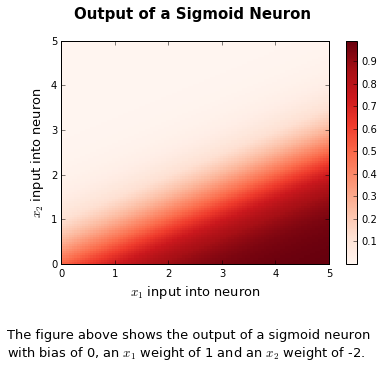 Output of a Sigmoid Neuron
5
4
3
2
1
0
x₂ input into neuron
0 1 2 3 4 5
x₁ input into neuron
0.9
0.8
0.7
0.6
0.5
0.4
0.3
0.2
0.1
The figure above shows the output of a sigmoid neuron
with bias of 0, an x₁ weight of 1 and an x₂ weight of -2.